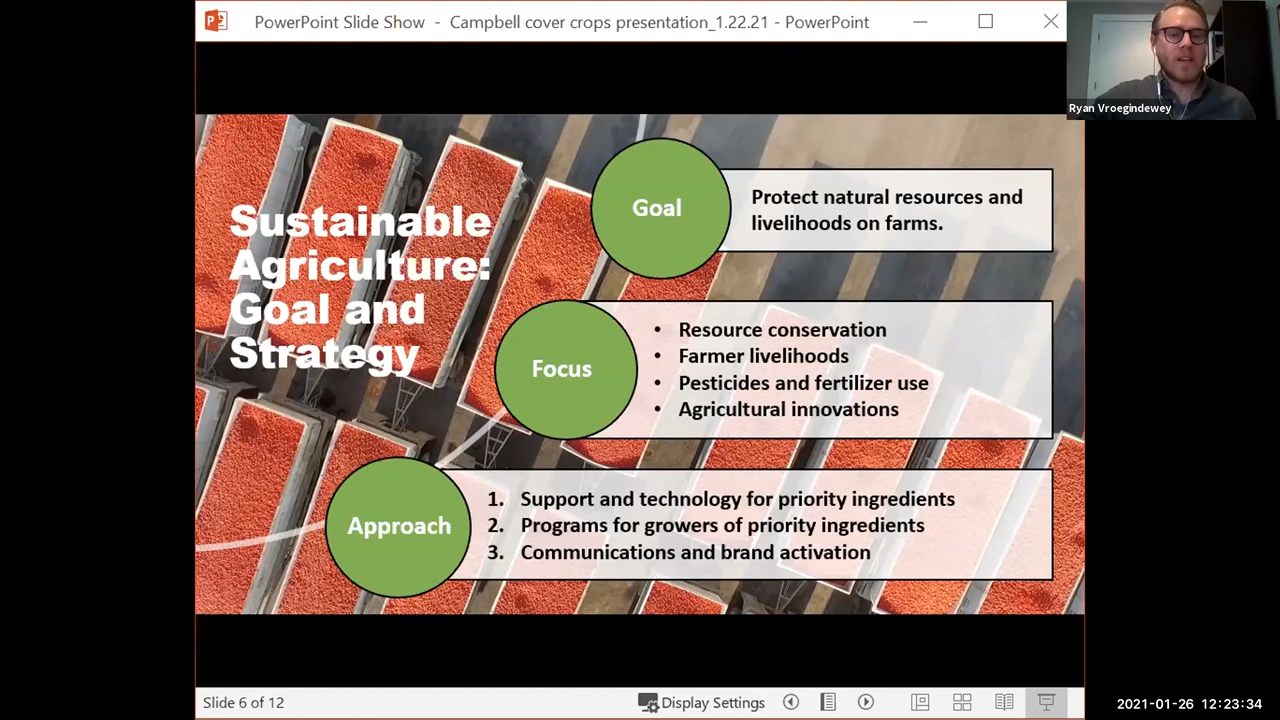 PowerPoint Slide Show - Campbell cover crops presentation_1.22.21 - PowerPoint
Ryan Vroegindewey
Sustainable
Agriculture:
Goal and
Strategy
Goal
Protect natural resources and
livelihoods on farms.
Focus
• Resource conservation
• Farmer livelihoods
• Pesticides and fertilizer use
• Agricultural innovations
Approach
1. Support and technology for priority ingredients
2. Programs for growers of priority ingredients
3. Communications and brand activation
Slide 6 of 12
Display Settings
2021-01-26 12:23:34